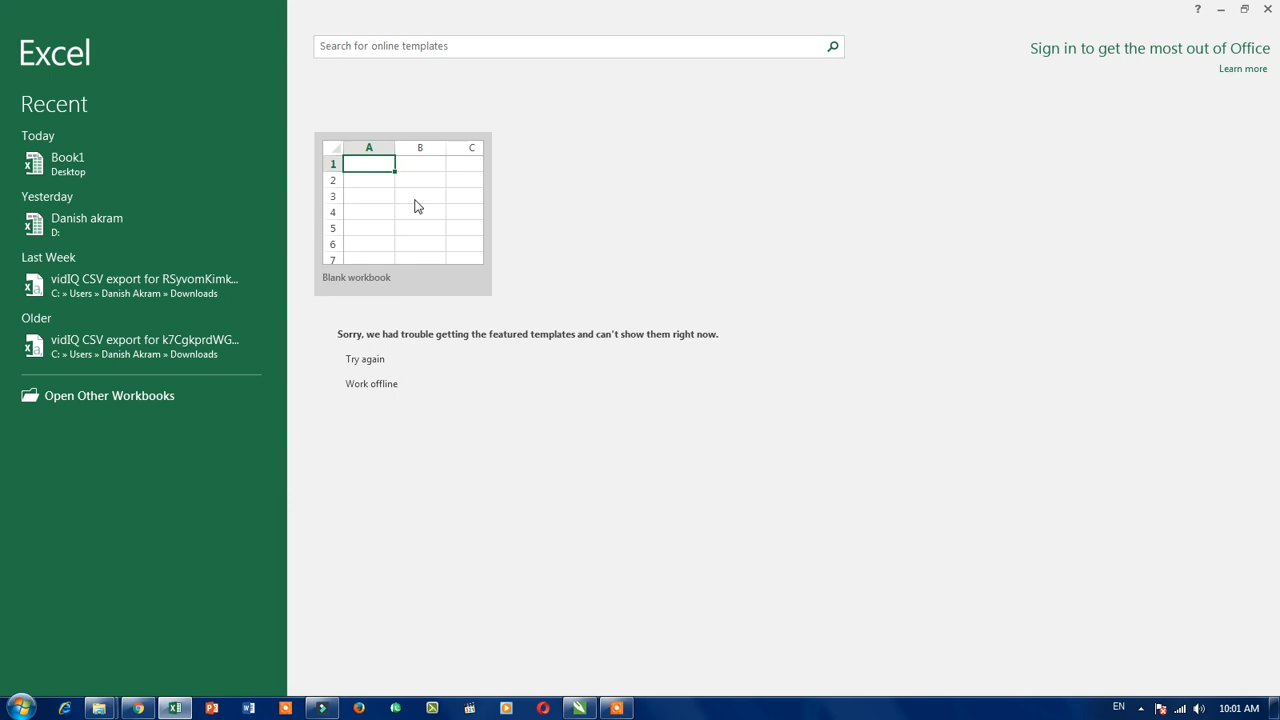 ?
Excel
Search for online templates
Sign in to get the most out of Office
Learn more
Recent
Today
Book1
Desktop
Yesterday
Danish akram
D:
Last Week
vidIQ CSV export for RSyvomKimk...
C: » Users » Danish Akram » Downloads
Older
vidIQ CSV export for k7CgkprdWG...
C: » Users » Danish Akram » Downloads
Open Other Workbooks
A B C
1
2
3
4
5
6
7
Blank workbook
Sorry, we had trouble getting the featured templates and can't show them right now.
Try again
Work offline
EN
10:01 AM